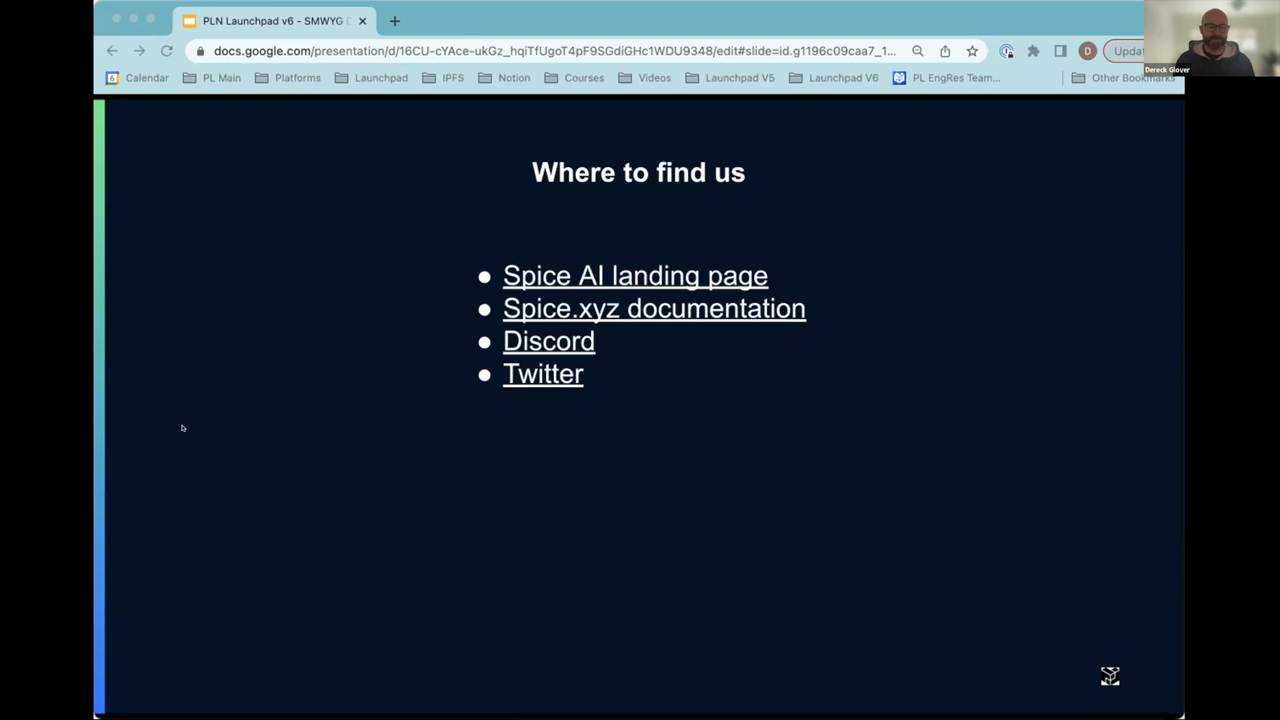 PLN Launchpad v6 - SMWYG
docs.google.com/presentation/d/16CU-cYAce-ukGz_hqiTfUgoT4pF9SGdiGHc1WDU9348/edit#slide=id.g1196c09caa7_1...
D
Calendar
PL Main
Platforms
Launchpad
IPFS
Notion
Courses
Videos
Launchpad V5
Launchpad V6
PL EngRes Team...
Other Bookmarks
Dereck Glover
Where to find us
● Spice AI landing page
● Spice.xyz documentation
● Discord
● Twitter